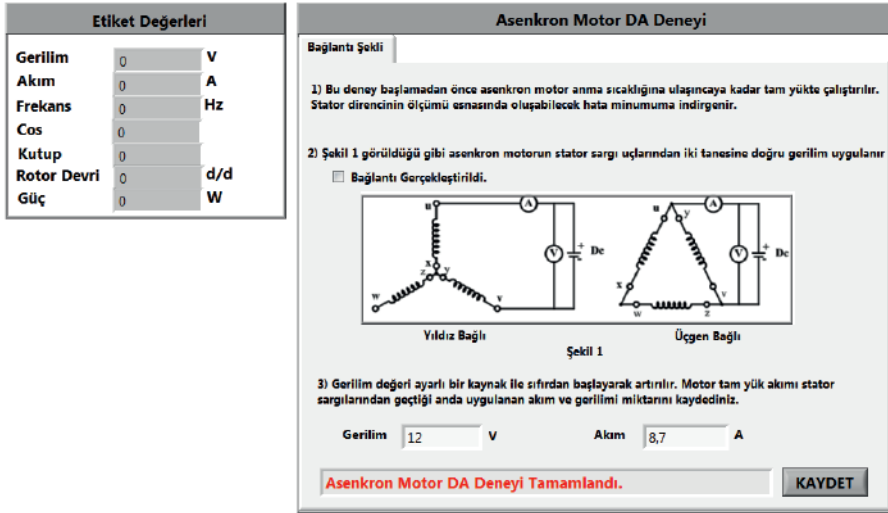 Etiket Değerleri
Gerilim 0 V
Akım 0 A
Frekans 0 Hz
Cos 0
Kutup 0
Rotor Devri 0 d/d
Güç 0 W
Asenkron Motor DA Deneyi
Bağlantı Şekli
1) Bu deney başlamadan önce asenkron motor anma sıcaklığına ulaşıncaya kadar tam yükte çalıştırılır.
Stator direncinin ölçümü esnasında oluşabilecek hata minumuma indirgenir.
2) Şekil 1 görüldüğü gibi asenkron motorun stator sargı uçlarından iki tanesine doğru gerilim uygulanır
Bağlantı Gerçekleştirildi.
u A u y A
V + Dc V + Dc
x z y x v
w v w z
Yıldız Bağlı Üçgen Bağlı
Şekil 1
3) Gerilim değeri ayarlı bir kaynak ile sıfırdan başlayarak artırılır. Motor tam yük akımı stator
sargılarından geçtiği anda uygulanan akım ve gerilimi miktarını kaydediniz.
Gerilim 12 V Akım 8,7 A
Asenkron Motor DA Deneyi Tamamlandı. KAYDET